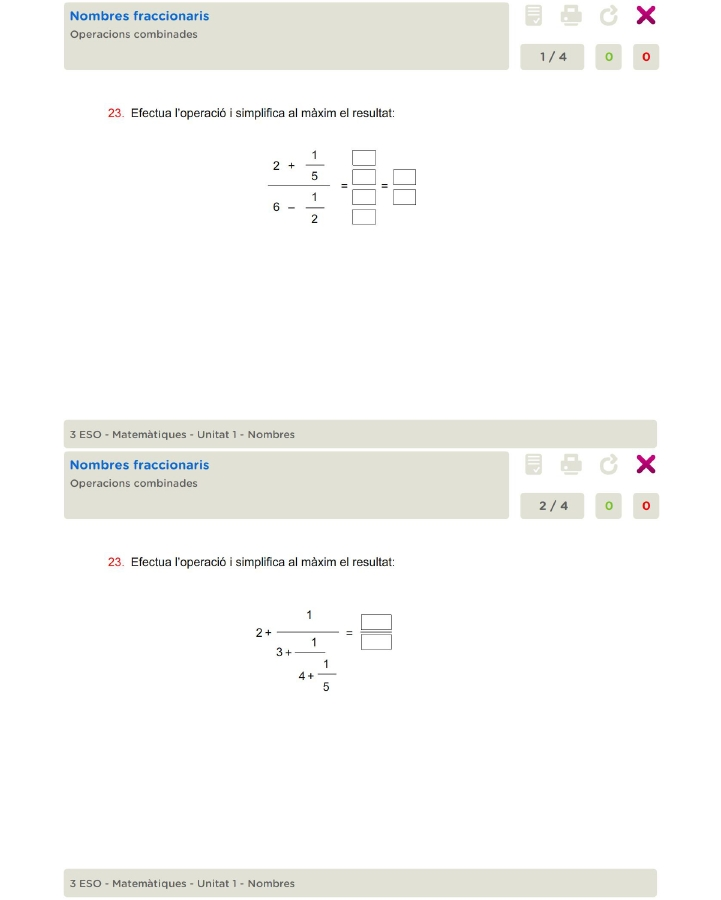 Nombres fraccionaris
Operacions combinades
1 / 4 0 0
23. Efectua l'operació i simplifica al màxim el resultat:
2 + 1/5
6 – 1/2
= =
3 ESO - Matemàtiques - Unitat 1 - Nombres
Nombres fraccionaris
Operacions combinades
2 / 4 0 0
23. Efectua l'operació i simplifica al màxim el resultat:
1
2 + =
1
3 +
1
4 +
5
3 ESO - Matemàtiques - Unitat 1 - Nombres